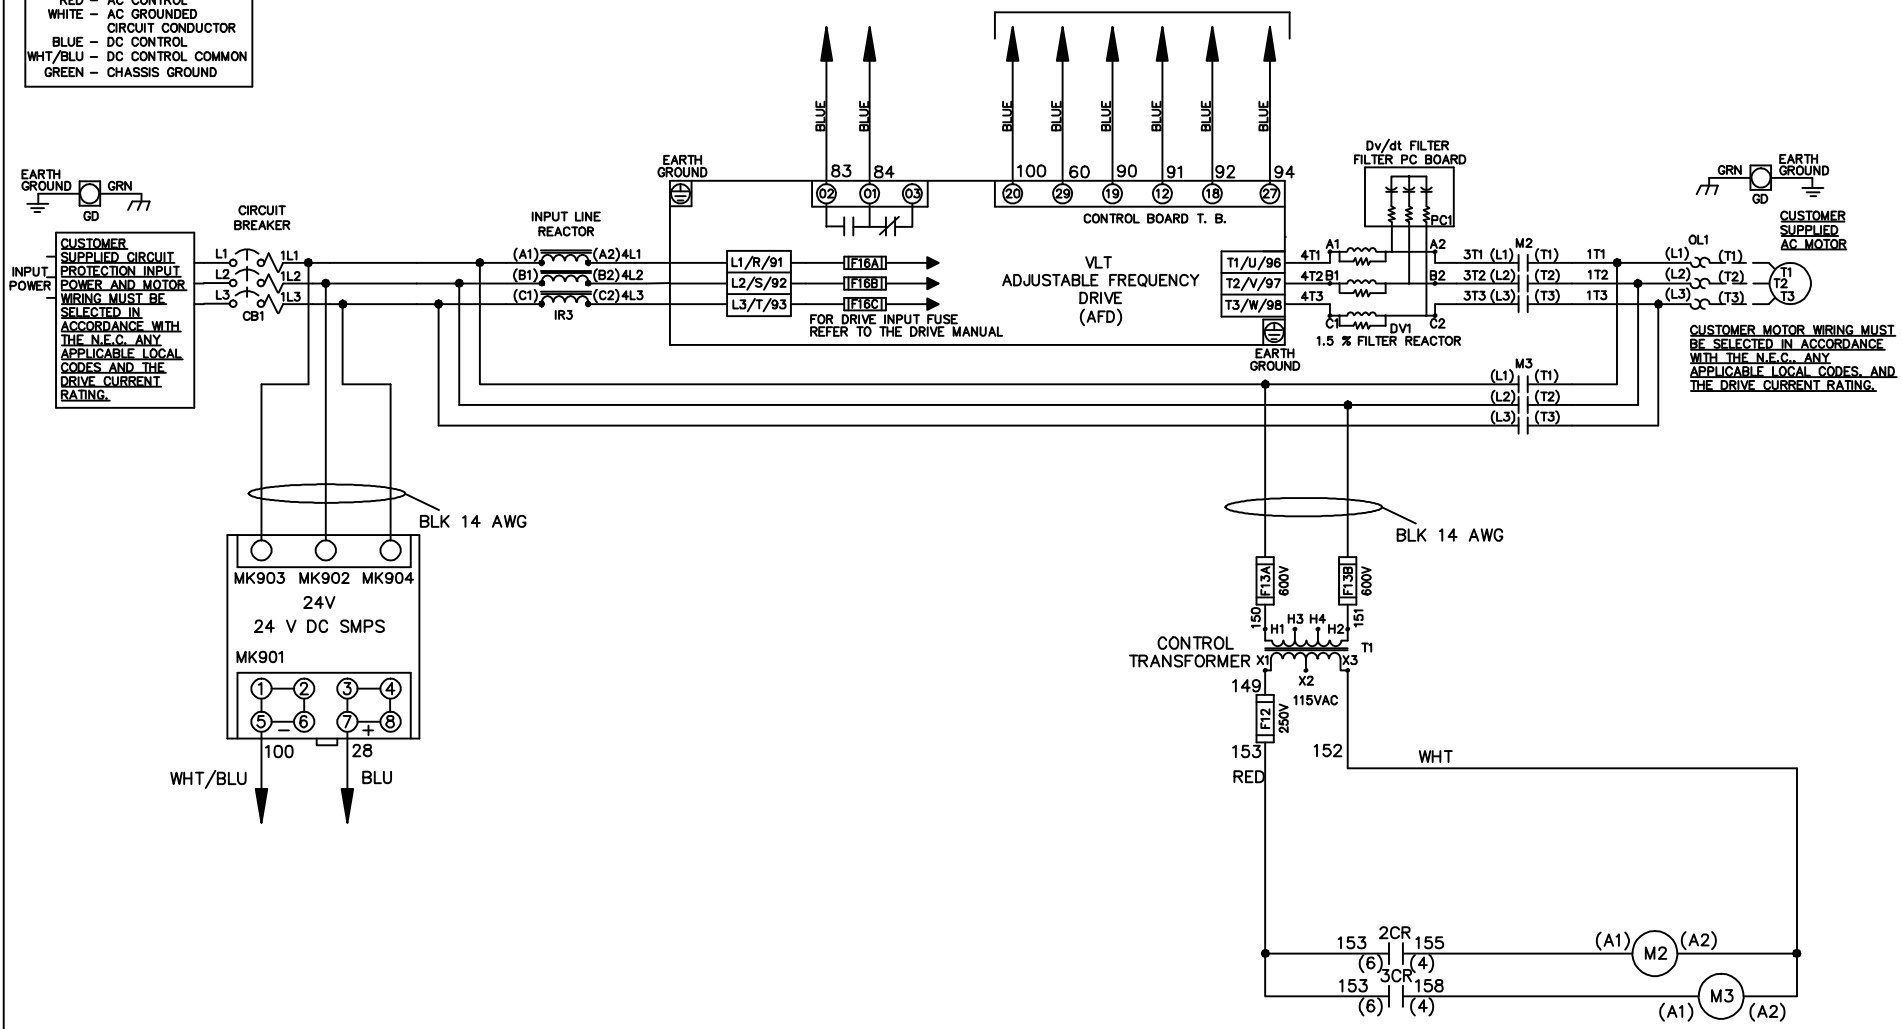 RED – AC CONTROL
WHITE – AC GROUNDED
CIRCUIT CONDUCTOR
BLUE – DC CONTROL
WHT/BLU – DC CONTROL COMMON
GREEN – CHASSIS GROUND
BLUE
BLUE
BLUE
BLUE
BLUE
BLUE
BLUE
BLUE
EARTH
GROUND
GRN
GD
CIRCUIT
BREAKER
INPUT LINE
REACTOR
EARTH
GROUND
83
84
02
01
03
100
60
90
91
92
94
20
29
19
12
18
27
CONTROL BOARD T. B.
Dv/dt FILTER
FILTER PC BOARD
PC1
GRN
EARTH
GROUND
GD
CUSTOMER
SUPPLIED
AC MOTOR
INPUT
POWER
CUSTOMER
SUPPLIED CIRCUIT
PROTECTION INPUT
POWER AND MOTOR
WIRING MUST BE
SELECTED IN
ACCORDANCE WITH
THE N.E.C. ANY
APPLICABLE LOCAL
CODES AND THE
DRIVE CURRENT
RATING.
L1
1L1
L2
1L2
L3
1L3
CB1
(A1)
(A2)
4L1
(B1)
(B2)
4L2
(C1)
(C2)
4L3
IR3
L1/R/91
L2/S/92
L3/T/93
F16A
F16B
F16C
FOR DRIVE INPUT FUSE
REFER TO THE DRIVE MANUAL
VLT
ADJUSTABLE FREQUENCY
DRIVE
(AFD)
T1/U/96
T2/V/97
T3/W/98
EARTH
GROUND
4T1
A1
A2
4T2
B1
B2
4T3
C1
C2
DV1
1.5 % FILTER REACTOR
M2
3T1 (L1)
(T1)
1T1
3T2 (L2)
(T2)
1T2
3T3 (L3)
(T3)
1T3
OL1
(L1)
(T1)
(L2)
(T2)
(L3)
(T3)
T1
T2
T3
CUSTOMER MOTOR WIRING MUST
BE SELECTED IN ACCORDANCE
WITH THE N.E.C., ANY
APPLICABLE LOCAL CODES, AND
THE DRIVE CURRENT RATING.
M3
(L1)
(T1)
(L2)
(T2)
(L3)
(T3)
BLK 14 AWG
BLK 14 AWG
MK903
MK902
MK904
24V
24 V DC SMPS
MK901
1
2
3
4
5
6
7
8
–
+
100
28
WHT/BLU
BLU
F13A
600V
F13B
600V
150
151
H1
H3
H4
H2
T1
CONTROL
TRANSFORMER
X1
X3
X2
115VAC
149
F12
250V
153
RED
152
WHT
2CR
153
155
(6)
(4)
(A1)
M2
(A2)
3CR
153
158
(6)
(4)
(A1)
M3
(A2)